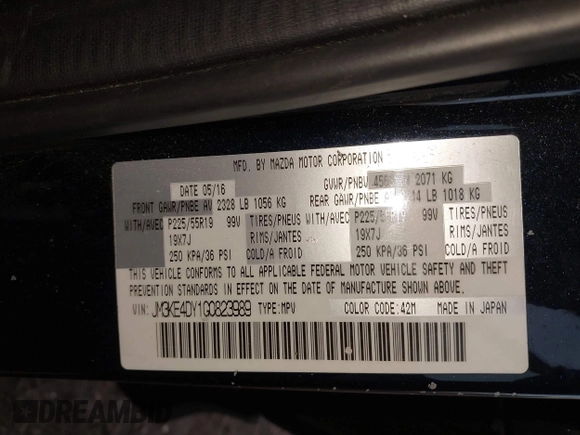 MFD. BY MAZDA MOTOR CORPORATION
DATE 05/16 GVWR/PNBV 2071 KG
FRONT GAWR/PNBE AV 2328 LB 1056 KG REAR GAWR/PNBE LB 1018 KG
WITH/AVEC P225/55R19 99V TIRES/PNEUS WITH/AVEC P225/55R19 99V TIRES/PNEUS
19X7J RIMS/JANTES 19X7J RIMS/JANTES
250 KPA/36 PSI COLD/A FROID 250 KPA/36 PSI COLD/A FROID
THIS VEHICLE CONFORMS TO ALL APPLICABLE FEDERAL MOTOR VEHICLE SAFETY AND THEFT
PREVENTION STANDARDS IN EFFECT ON THE DATE OF MANUFACTURE SHOWN ABOVE.
VIN: JM3KE4DY1G0823989 TYPE:MPV COLOR CODE:42M MADE IN JAPAN
DREAMBID